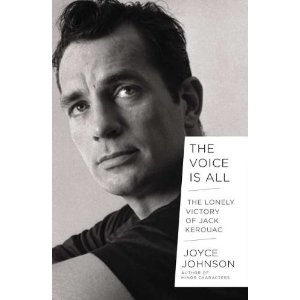 THE
VOICE
IS ALL
THE LONELY
VICTORY
OF JACK
KEROUAC
JOYCE
JOHNSON
AUTHOR OF
MINOR CHARACTERS